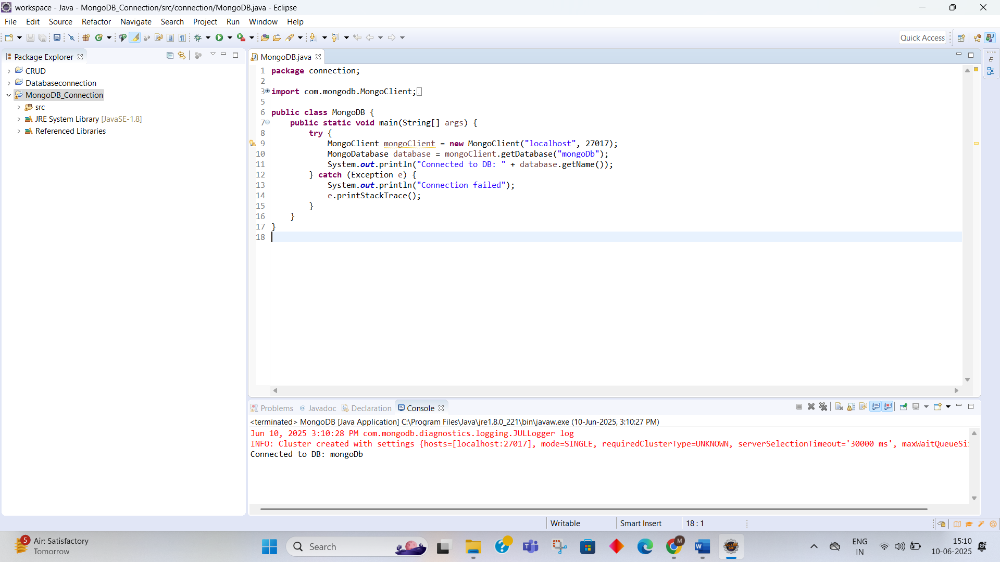 workspace - Java - MongoDB_Connection/src/connection/MongoDB.java - Eclipse
File Edit Source Refactor Navigate Search Project Run Window Help
Quick Access
Package Explorer
CRUD
Databaseconnection
MongoDB_Connection
src
JRE System Library [JavaSE-1.8]
Referenced Libraries
MongoDB.java
1 package connection;
2
3 import com.mongodb.MongoClient;
5
6 public class MongoDB {
7     public static void main(String[] args) {
8         try {
9             MongoClient mongoClient = new MongoClient("localhost", 27017);
10             MongoDatabase database = mongoClient.getDatabase("mongoDb");
11             System.out.println("Connected to DB: " + database.getName());
12         } catch (Exception e) {
13             System.out.println("Connection failed");
14             e.printStackTrace();
15         }
16     }
17 }
18
Problems @ Javadoc Declaration Console
<terminated> MongoDB [Java Application] C:\Program Files\Java\jre1.8.0_221\bin\javaw.exe (10-Jun-2025, 3:10:27 PM)
Jun 10, 2025 3:10:28 PM com.mongodb.diagnostics.logging.JULLogger log
INFO: Cluster created with settings {hosts=[localhost:27017], mode=SINGLE, requiredClusterType=UNKNOWN, serverSelectionTimeout='30000 ms', maxWaitQueueSi
Connected to DB: mongoDb
Writable Smart Insert 18 : 1
5
Air: Satisfactory
Tomorrow
Search
M
ENG
IN
15:10
10-06-2025